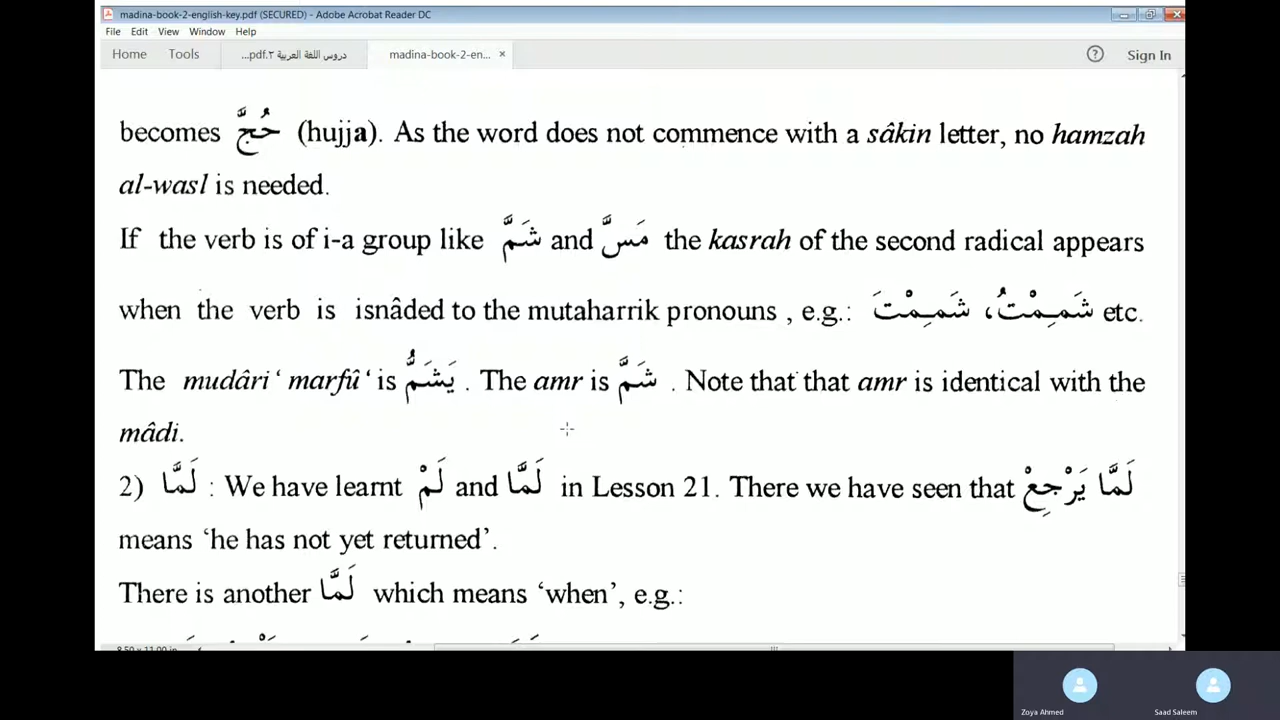 madina-book-2-english-key.pdf (SECURED) - Adobe Acrobat Reader DC
File Edit View Window Help
Home Tools دروس اللغة العربية ٣.pdf... madina-book-2-en... × Sign In
becomes حُجَّ (hujja). As the word does not commence with a sâkin letter, no hamzah
al-wasl is needed.
If the verb is of i-a group like شَمَّ and مَسَّ the kasrah of the second radical appears
when the verb is isnâded to the mutaharrik pronouns , e.g.: شَمِمْتُ، شَمِمْتَ etc.
The mudâri‘ marfû‘ is يَشَمُّ . The amr is شَمَّ . Note that that amr is identical with the
mâdi.
2) لَمَّا : We have learnt لَمْ and لَمَّا in Lesson 21. There we have seen that لَمَّا يَرْجِعْ
means ‘he has not yet returned’.
There is another لَمَّا which means ‘when’, e.g.:
8.50 x 11.00 in
Zoya Ahmed
Saad Saleem